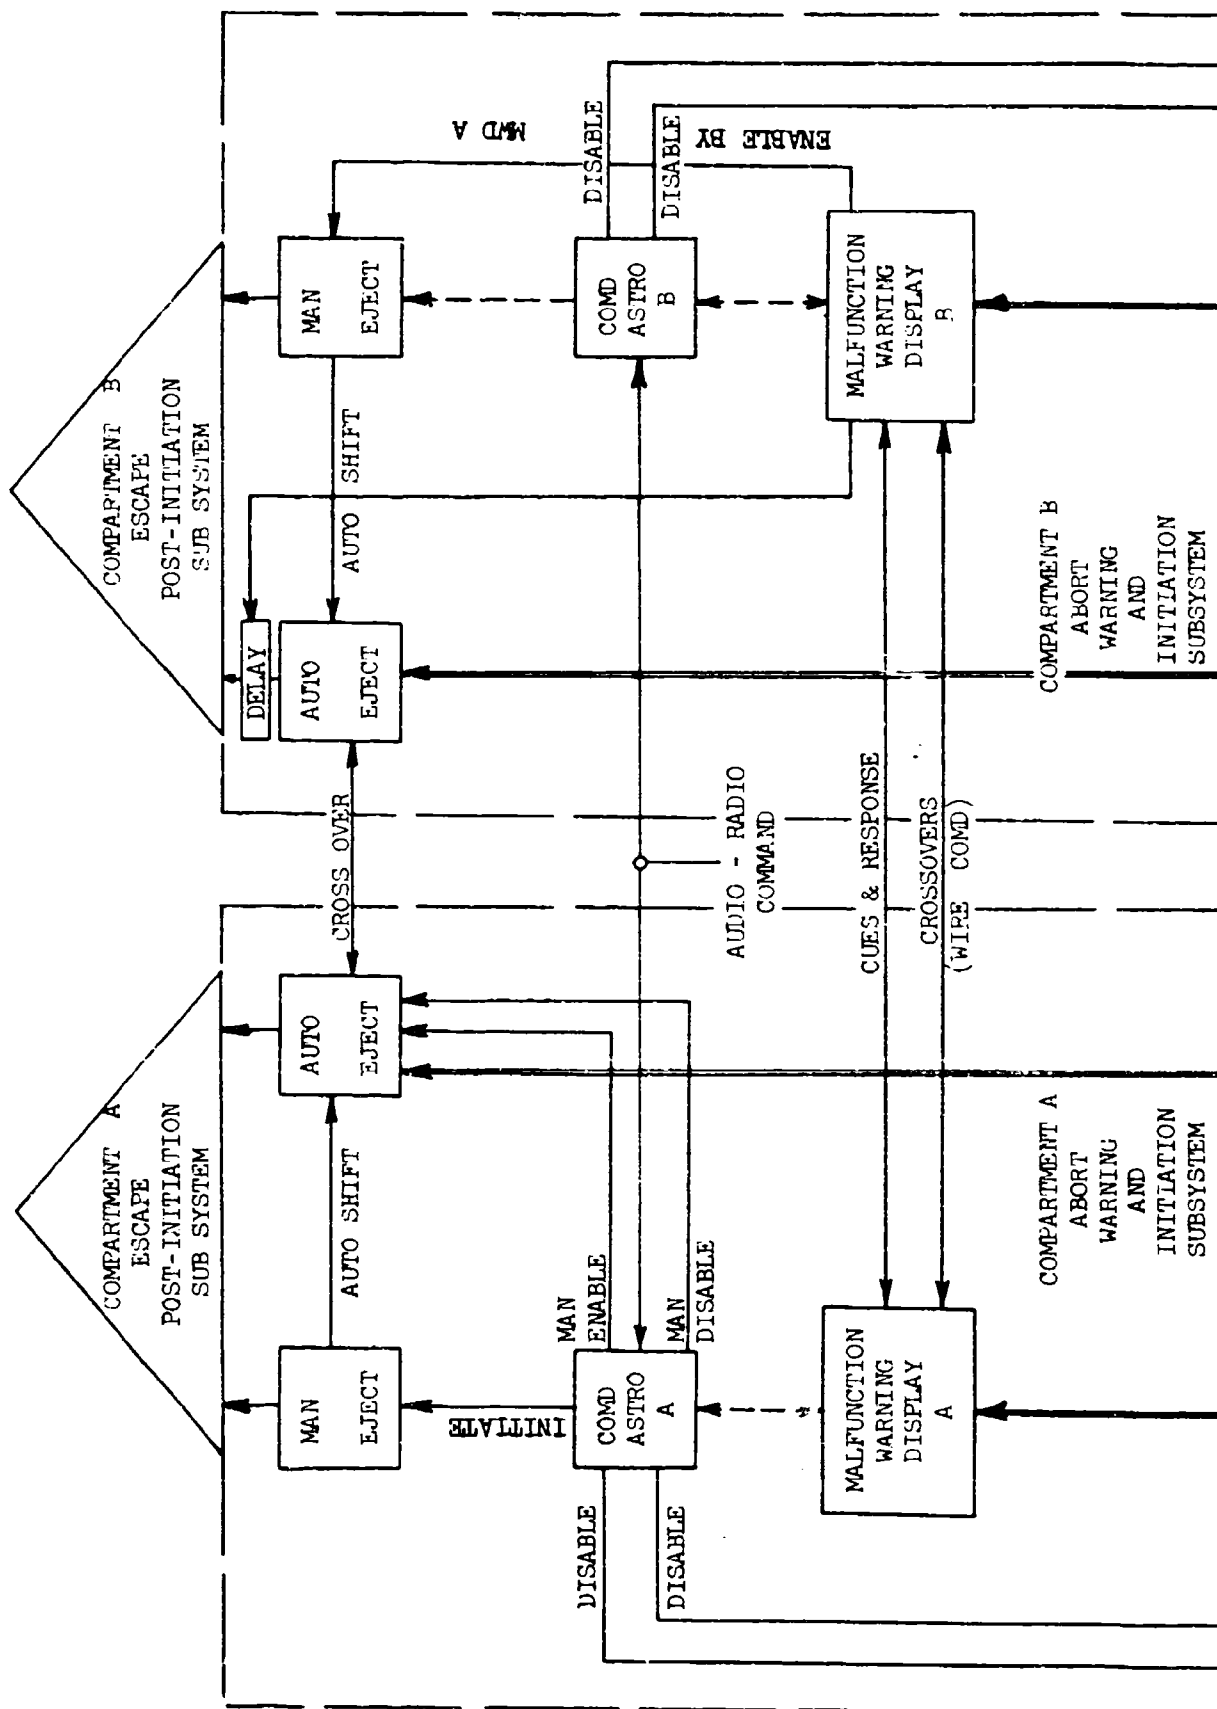 COMPARTMENT A
ESCAPE
POST-INITIATION
SUB SYSTEM
COMPARTMENT B
ESCAPE
POST-INITIATION
SUB SYSTEM
DELAY
MAN
EJECT
AUTO SHIFT
AUTO
EJECT
CROSS OVER
AUTO
EJECT
AUTO SHIFT
MAN
EJECT
MWD A
ENABLE BY
INITIATE
MAN
ENABLE
MAN
DISABLE
DISABLE
DISABLE
COMD
ASTRO
A
AUDIO - RADIO
COMMAND
COMD
ASTRO
B
DISABLE
DISABLE
MALFUNCTION
WARNING
DISPLAY
A
CUES & RESPONSE
CROSSOVERS
(WIRE COMD)
MALFUNCTION
WARNING
DISPLAY
B
COMPARTMENT A
ABORT
WARNING
AND
INITIATION
SUBSYSTEM
COMPARTMENT B
ABORT
WARNING
AND
INITIATION
SUBSYSTEM